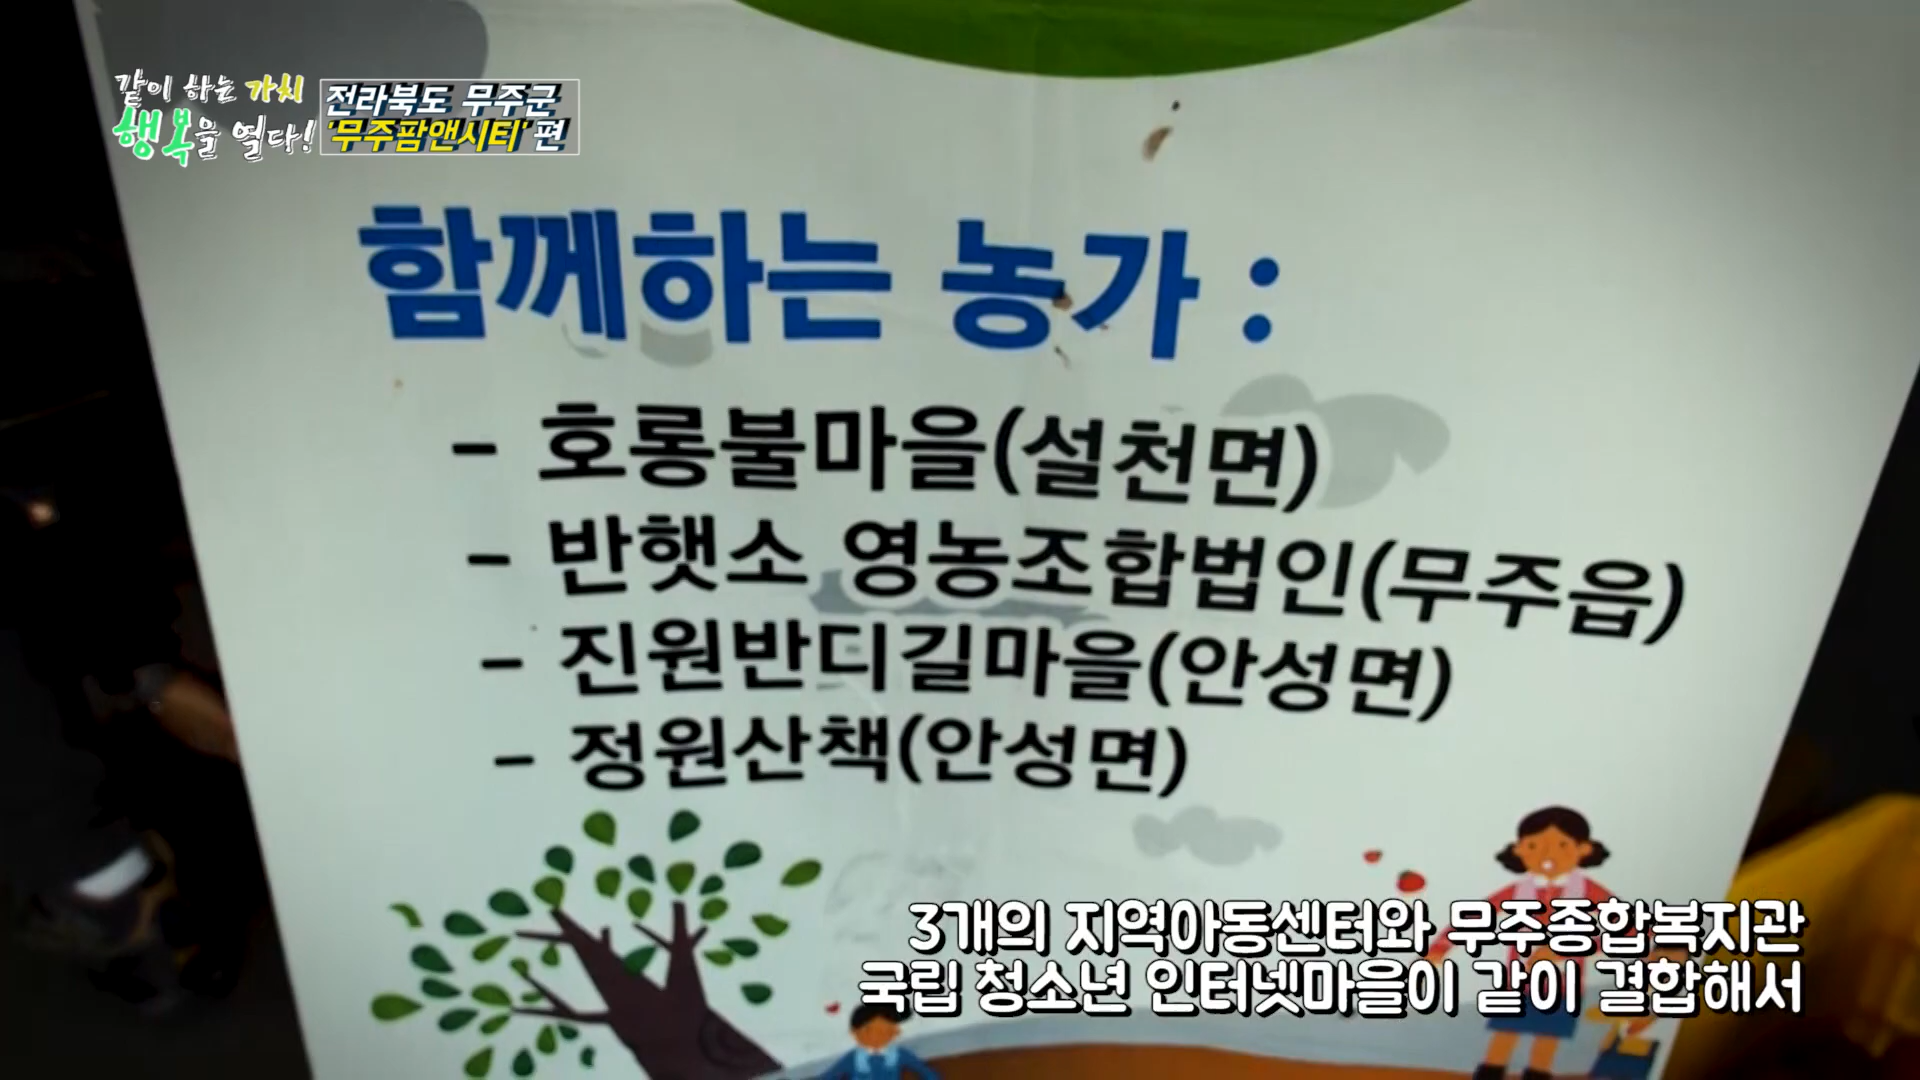 같이 하는 가치
행복을 열다!
전라북도 무주군
'무주팜앤시티' 편
함께하는 농가 :
- 호롱불마을(설천면)
- 반햇소 영농조합법인(무주읍)
- 진원반디길마을(안성면)
- 정원산책(안성면)
3개의 지역아동센터와 무주종합복지관
국립 청소년 인터넷마을이 같이 결합해서